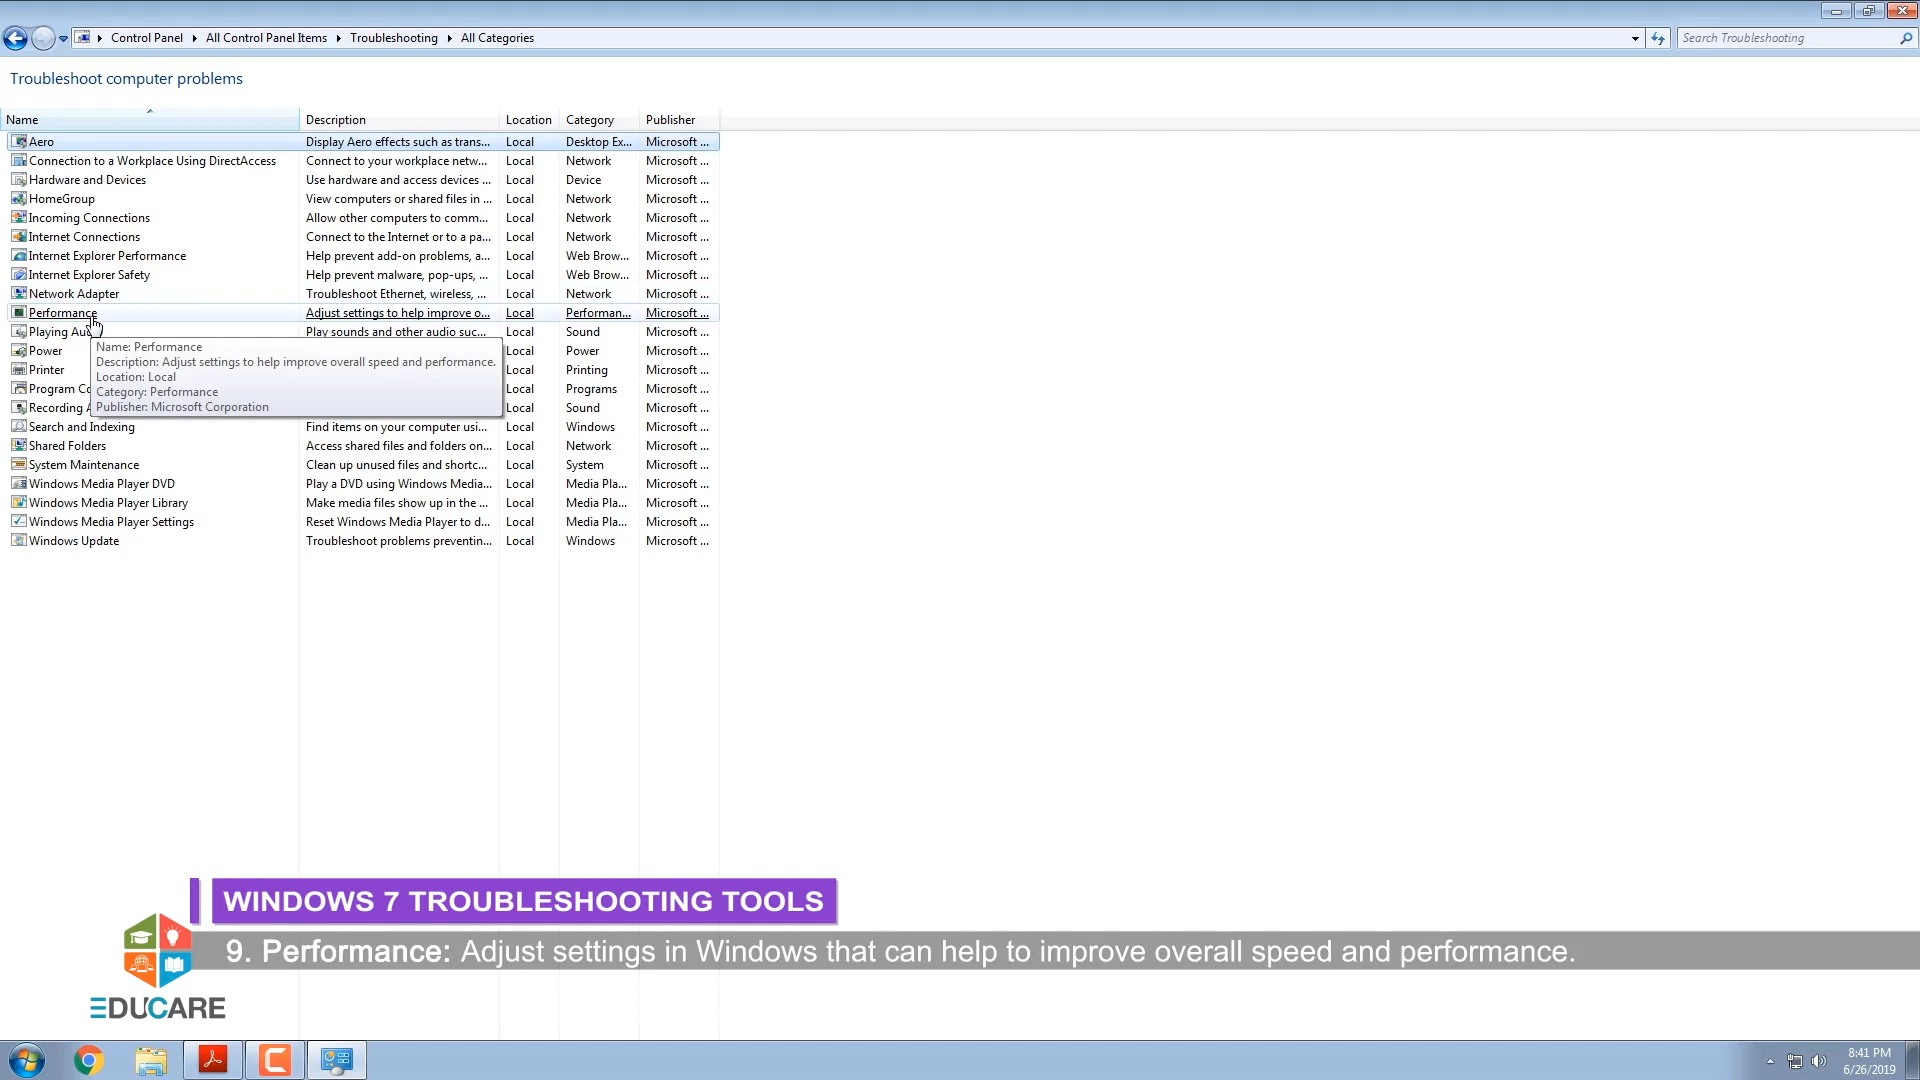 Control Panel ▸ All Control Panel Items ▸ Troubleshooting ▸ All Categories
Search Troubleshooting
Troubleshoot computer problems
Name Description Location Category Publisher
Aero Display Aero effects such as trans... Local Desktop Ex... Microsoft ...
Connection to a Workplace Using DirectAccess Connect to your workplace netw... Local Network Microsoft ...
Hardware and Devices Use hardware and access devices ... Local Device Microsoft ...
HomeGroup View computers or shared files in ... Local Network Microsoft ...
Incoming Connections Allow other computers to comm... Local Network Microsoft ...
Internet Connections Connect to the Internet or to a pa... Local Network Microsoft ...
Internet Explorer Performance Help prevent add-on problems, a... Local Web Brow... Microsoft ...
Internet Explorer Safety Help prevent malware, pop-ups, ... Local Web Brow... Microsoft ...
Network Adapter Troubleshoot Ethernet, wireless, ... Local Network Microsoft ...
Performance Adjust settings to help improve o... Local Performan... Microsoft ...
Playing Au Play sounds and other audio suc... Local Sound Microsoft ...
Power Local Power Microsoft ...
Printer Local Printing Microsoft ...
Program Co Local Programs Microsoft ...
Recording A Local Sound Microsoft ...
Name: Performance
Description: Adjust settings to help improve overall speed and performance.
Location: Local
Category: Performance
Publisher: Microsoft Corporation
Search and Indexing Find items on your computer usi... Local Windows Microsoft ...
Shared Folders Access shared files and folders on... Local Network Microsoft ...
System Maintenance Clean up unused files and shortc... Local System Microsoft ...
Windows Media Player DVD Play a DVD using Windows Media... Local Media Pla... Microsoft ...
Windows Media Player Library Make media files show up in the ... Local Media Pla... Microsoft ...
Windows Media Player Settings Reset Windows Media Player to d... Local Media Pla... Microsoft ...
Windows Update Troubleshoot problems preventin... Local Windows Microsoft ...
WINDOWS 7 TROUBLESHOOTING TOOLS
9. Performance: Adjust settings in Windows that can help to improve overall speed and performance.
EDUCARE
8:41 PM
6/26/2019